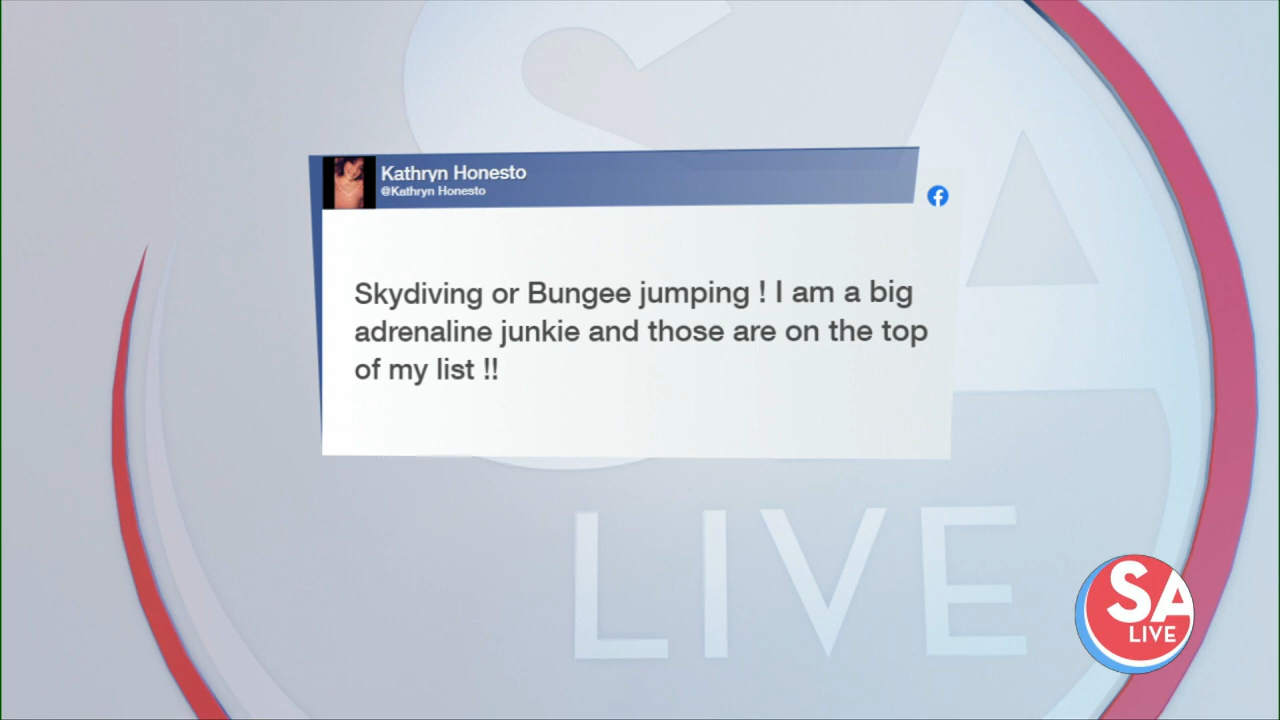 Kathryn Honesto
@Kathryn Honesto
Skydiving or Bungee jumping ! I am a big
adrenaline junkie and those are on the top
of my list !!
SA
LIVE
SA
LIVE